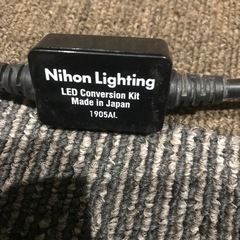 Nihon Lighting
LED Conversion Kit
Made in Japan
1905AI.